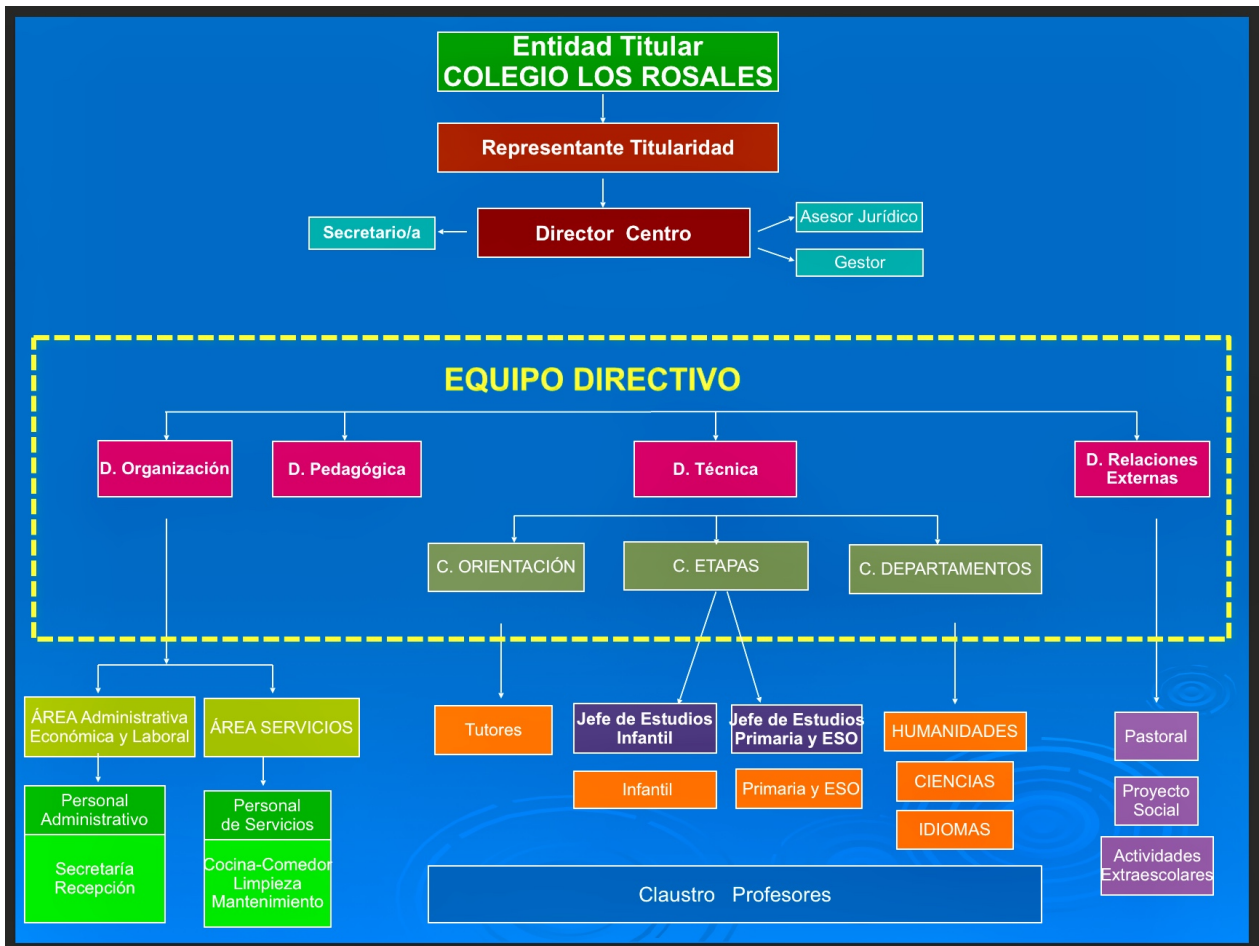 Entidad Titular
COLEGIO LOS ROSALES
Representante Titularidad
Secretario/a
Director Centro
Asesor Jurídico
Gestor
EQUIPO DIRECTIVO
D. Organización
D. Pedagógica
D. Técnica
D. Relaciones
Externas
C. ORIENTACIÓN
C. ETAPAS
C. DEPARTAMENTOS
ÁREA Administrativa
Económica y Laboral
ÁREA SERVICIOS
Tutores
Jefe de Estudios
Infantil
Jefe de Estudios
Primaria y ESO
HUMANIDADES
Pastoral
Infantil
Primaria y ESO
CIENCIAS
Proyecto
Social
Personal
Administrativo
Personal
de Servicios
IDIOMAS
Secretaría
Recepción
Cocina-Comedor
Limpieza
Mantenimiento
Claustro Profesores
Actividades
Extraescolares